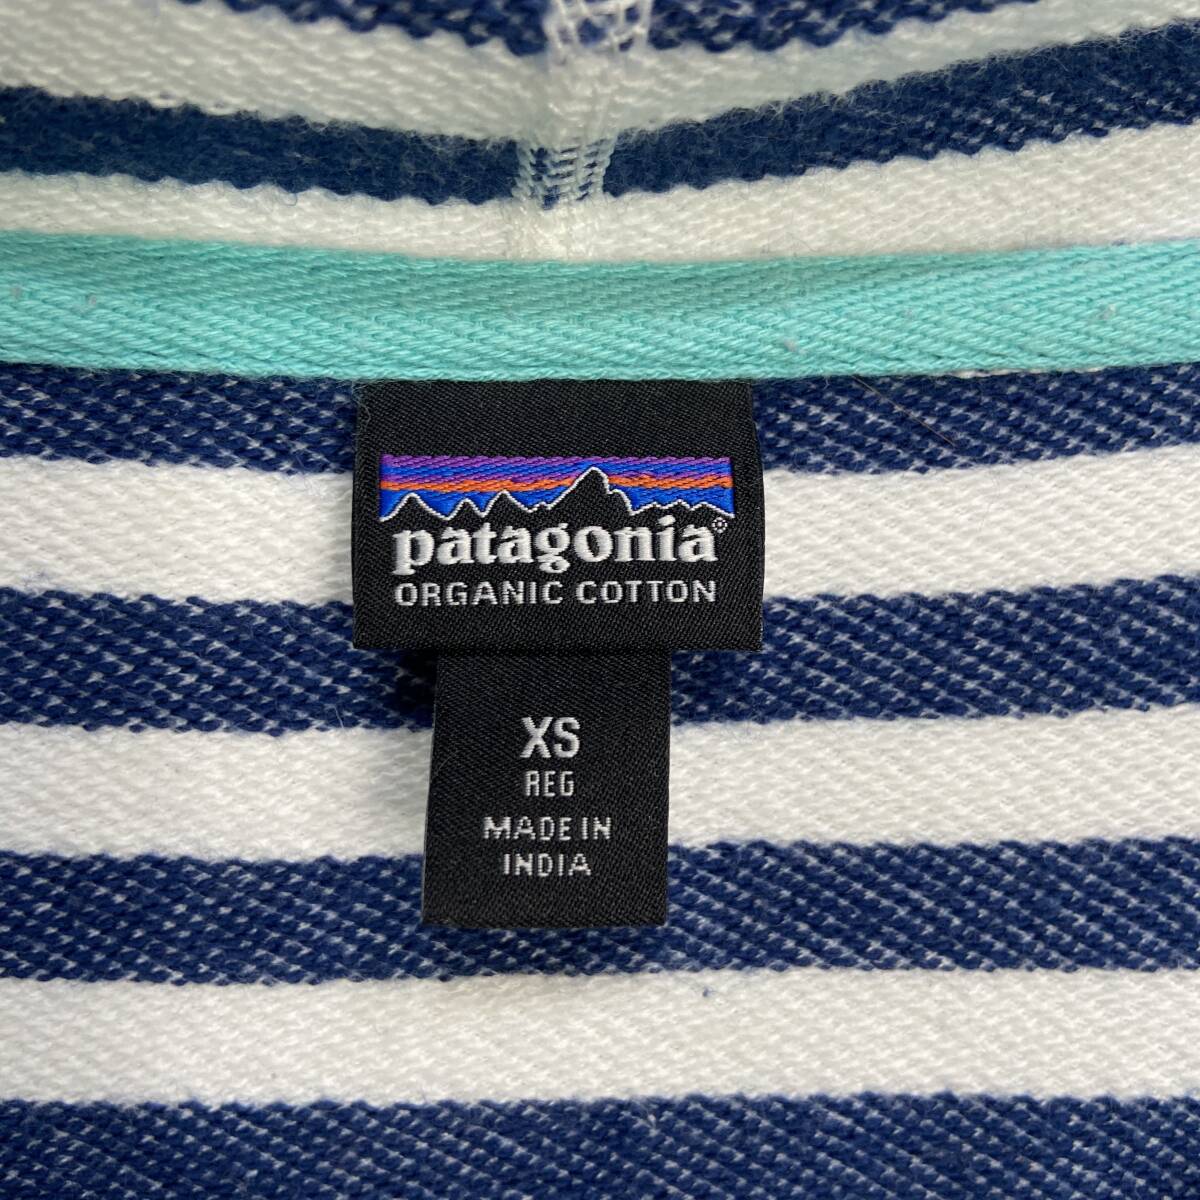 patagonia®
ORGANIC COTTON
XS
REG
MADE IN
INDIA